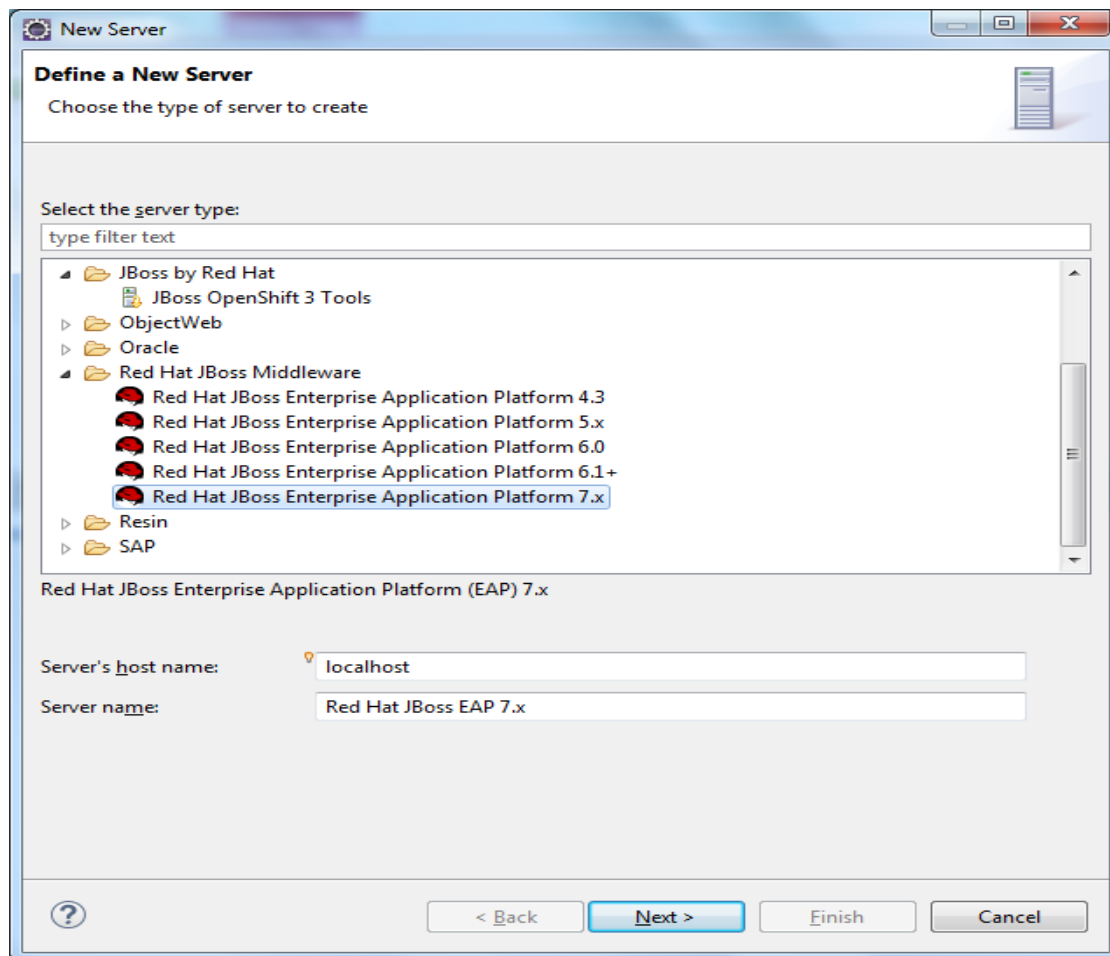 New Server
Define a New Server
Choose the type of server to create
Select the server type:
type filter text
JBoss by Red Hat
JBoss OpenShift 3 Tools
ObjectWeb
Oracle
Red Hat JBoss Middleware
Red Hat JBoss Enterprise Application Platform 4.3
Red Hat JBoss Enterprise Application Platform 5.x
Red Hat JBoss Enterprise Application Platform 6.0
Red Hat JBoss Enterprise Application Platform 6.1+
Red Hat JBoss Enterprise Application Platform 7.x
Resin
SAP
Red Hat JBoss Enterprise Application Platform (EAP) 7.x
Server's host name: localhost
Server name: Red Hat JBoss EAP 7.x
? < Back Next > Finish Cancel